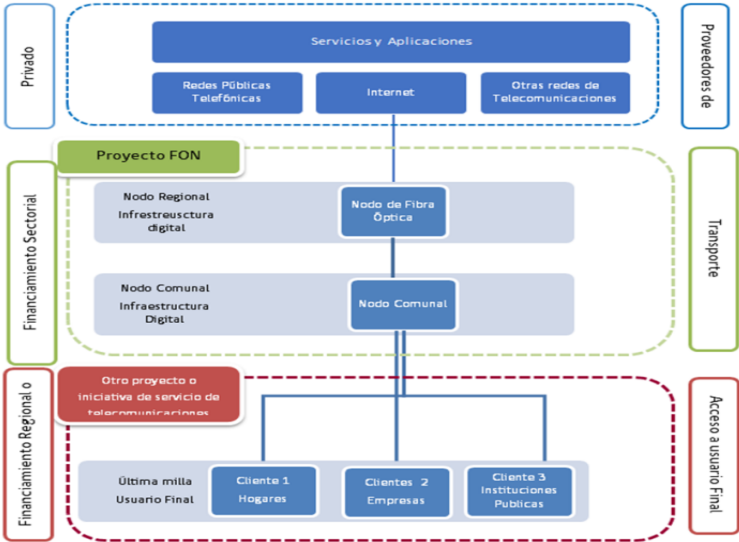 Privado
Servicios y Aplicaciones
Redes Públicas
Telefónicas
Internet
Otras redes de
Telecomunicaciones
Proveedores de
Proyecto FON
Financiamiento Sectorial
Nodo Regional
Infrestreusctura
digital
Nodo de Fibra
Óptica
Transporte
Nodo Comunal
Infraestructura
Digital
Nodo Comunal
Financiamiento Regional o
Otro proyecto o
iniciativa de servicio de
telecomunicaciones
Acceso a usuario Final
Última milla
Usuario Final
Cliente 1
Hogares
Clientes 2
Empresas
Cliente 3
Instituciones
Publicas